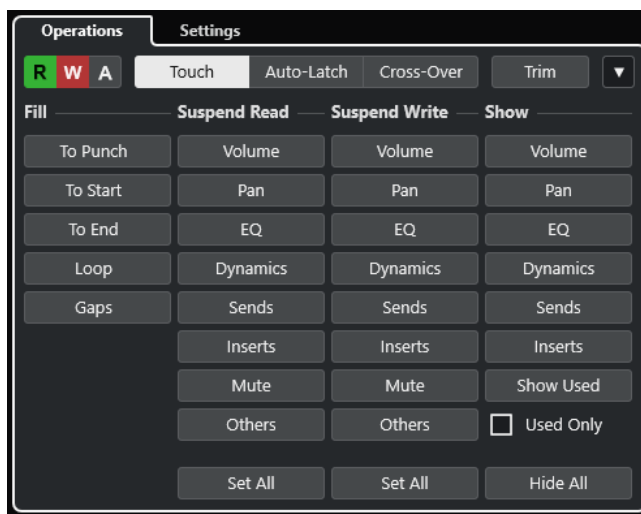 Operations Settings
R W A Touch Auto-Latch Cross-Over Trim ▼
Fill Suspend Read Suspend Write Show
To Punch Volume Volume Volume
To Start Pan Pan Pan
To End EQ EQ EQ
Loop Dynamics Dynamics Dynamics
Gaps Sends Sends Sends
Inserts Inserts Inserts
Mute Mute Show Used
Others Others Used Only
Set All Set All Hide All